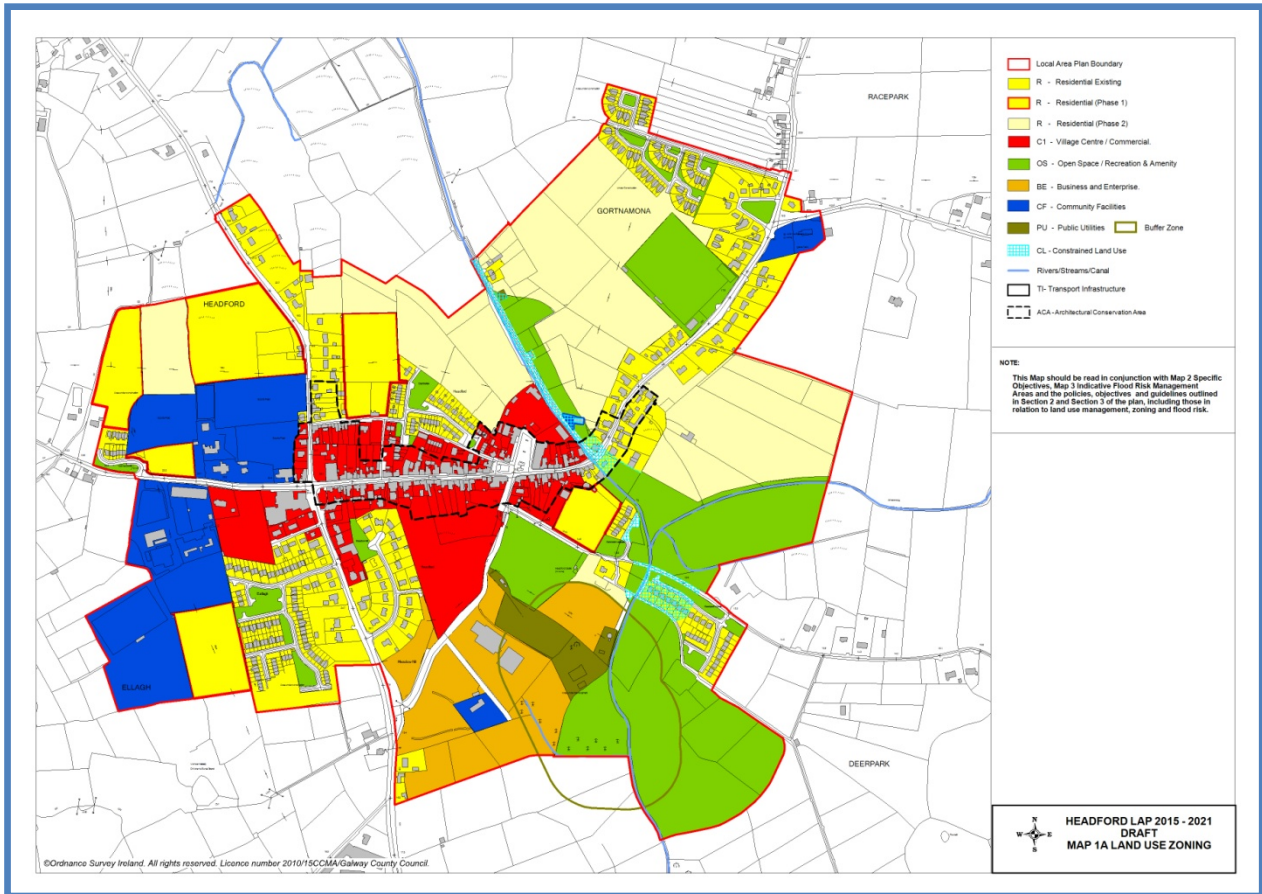 RACEPARK
GORTNAMONA
HEADFORD
ELLAGH
DEERPARK
Local Area Plan Boundary
R - Residential Existing
R - Residential (Phase 1)
R - Residential (Phase 2)
C1 - Village Centre / Commercial.
OS - Open Space / Recreation & Amenity
BE - Business and Enterprise.
CF - Community Facilities
PU - Public Utilities Buffer Zone
CL - Constrained Land Use
Rivers/Streams/Canal
TI- Transport Infrastructure
ACA - Architectural Conservation Area
NOTE:
This Map should be read in conjunction with Map 2 Specific
Objectives, Map 3 Indicative Flood Risk Management
Areas and the policies, objectives and guidelines outlined
in Section 2 and Section 3 of the plan, including those in
relation to land use management, zoning and flood risk.
N
W E
S
HEADFORD LAP 2015 - 2021
DRAFT
MAP 1A LAND USE ZONING
©Ordnance Survey Ireland. All rights reserved. Licence number 2010/15CCMA/Galway County Council.